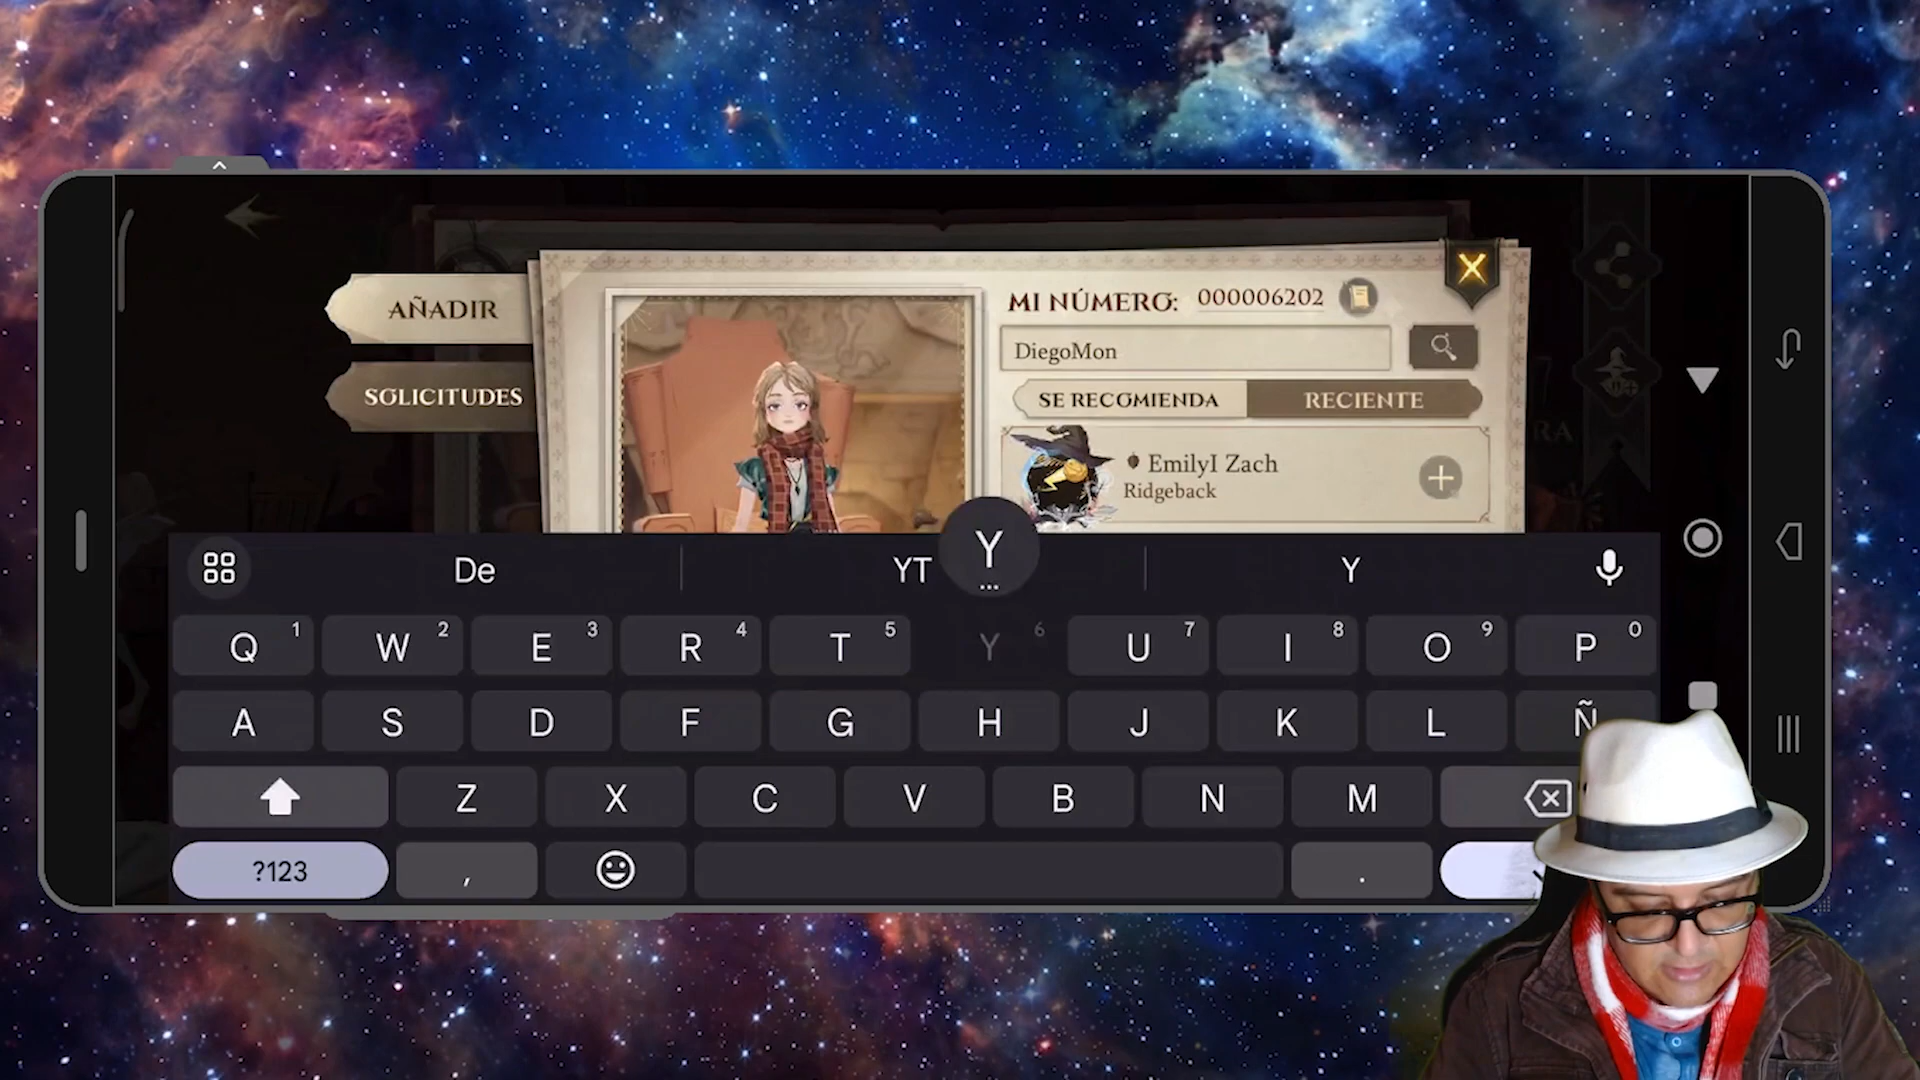 AÑADIR
SOLICITUDES
MI NÚMERO: 000006202
DiegoMon
SE RECOMIENDA RECIENTE
EmilyI Zach
Ridgeback
RA
De YT Y Y
Q 1 W 2 E 3 R 4 T 5 Y 6 U 7 I 8 O 9 P 0
A S D F G H J K L Ñ
Z X C V B N M
?123 , .